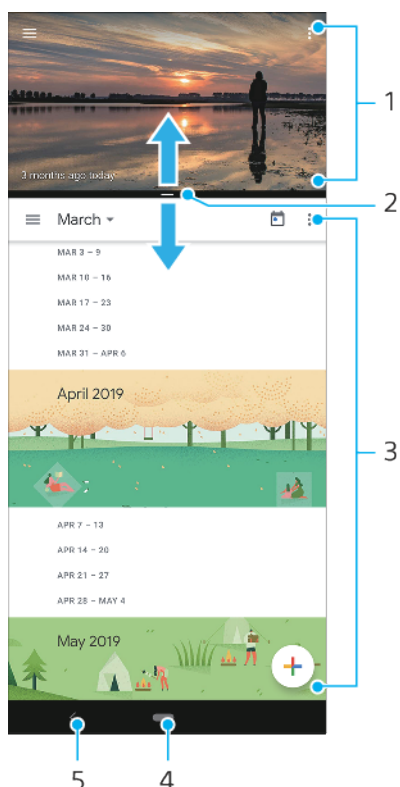 1
3 months ago today
2
March
MAR 3 – 9
MAR 10 – 16
MAR 17 – 23
MAR 24 – 30
MAR 31 – APR 6
April 2019
3
APR 7 – 13
APR 14 – 20
APR 21 – 27
APR 28 – MAY 4
May 2019
5
4